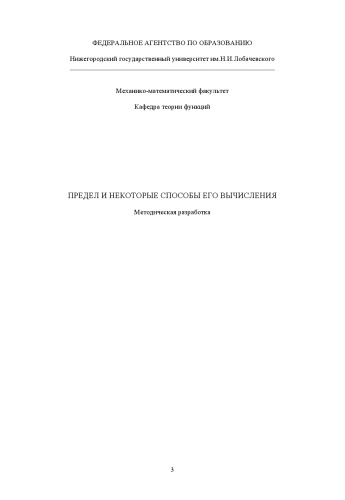 ФЕДЕРАЛЬНОЕ АГЕНТСТВО ПО ОБРАЗОВАНИЮ
Нижегородский государственный университет им.Н.И.Лобачевского
Механико-математический факультет
Кафедра теории функций
ПРЕДЕЛ И НЕКОТОРЫЕ СПОСОБЫ ЕГО ВЫЧИСЛЕНИЯ
Методическая разработка
3